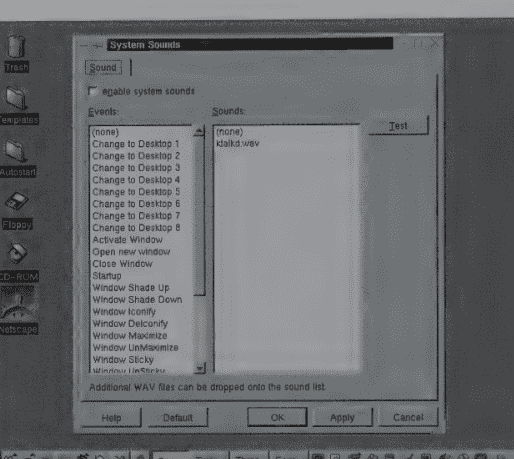 System Sounds
Sound
enable system sounds
Events:
Sounds:
(none)
Change to Desktop 1
Change to Desktop 2
Change to Desktop 3
Change to Desktop 4
Change to Desktop 5
Change to Desktop 6
Change to Desktop 7
Change to Desktop 8
Activate Window
Open new window
Close Window
Startup
Window Shade Up
Window Shade Down
Window Iconify
Window DeIconify
Window Maximize
Window UnMaximize
Window Sticky
Window UnSticky
(none)
Test
Additional WAV files can be dropped onto the sound list
Help
Default
OK
Apply
Cancel
Trash
Templates
Autostart
Floppy
CD-ROM
Netscape